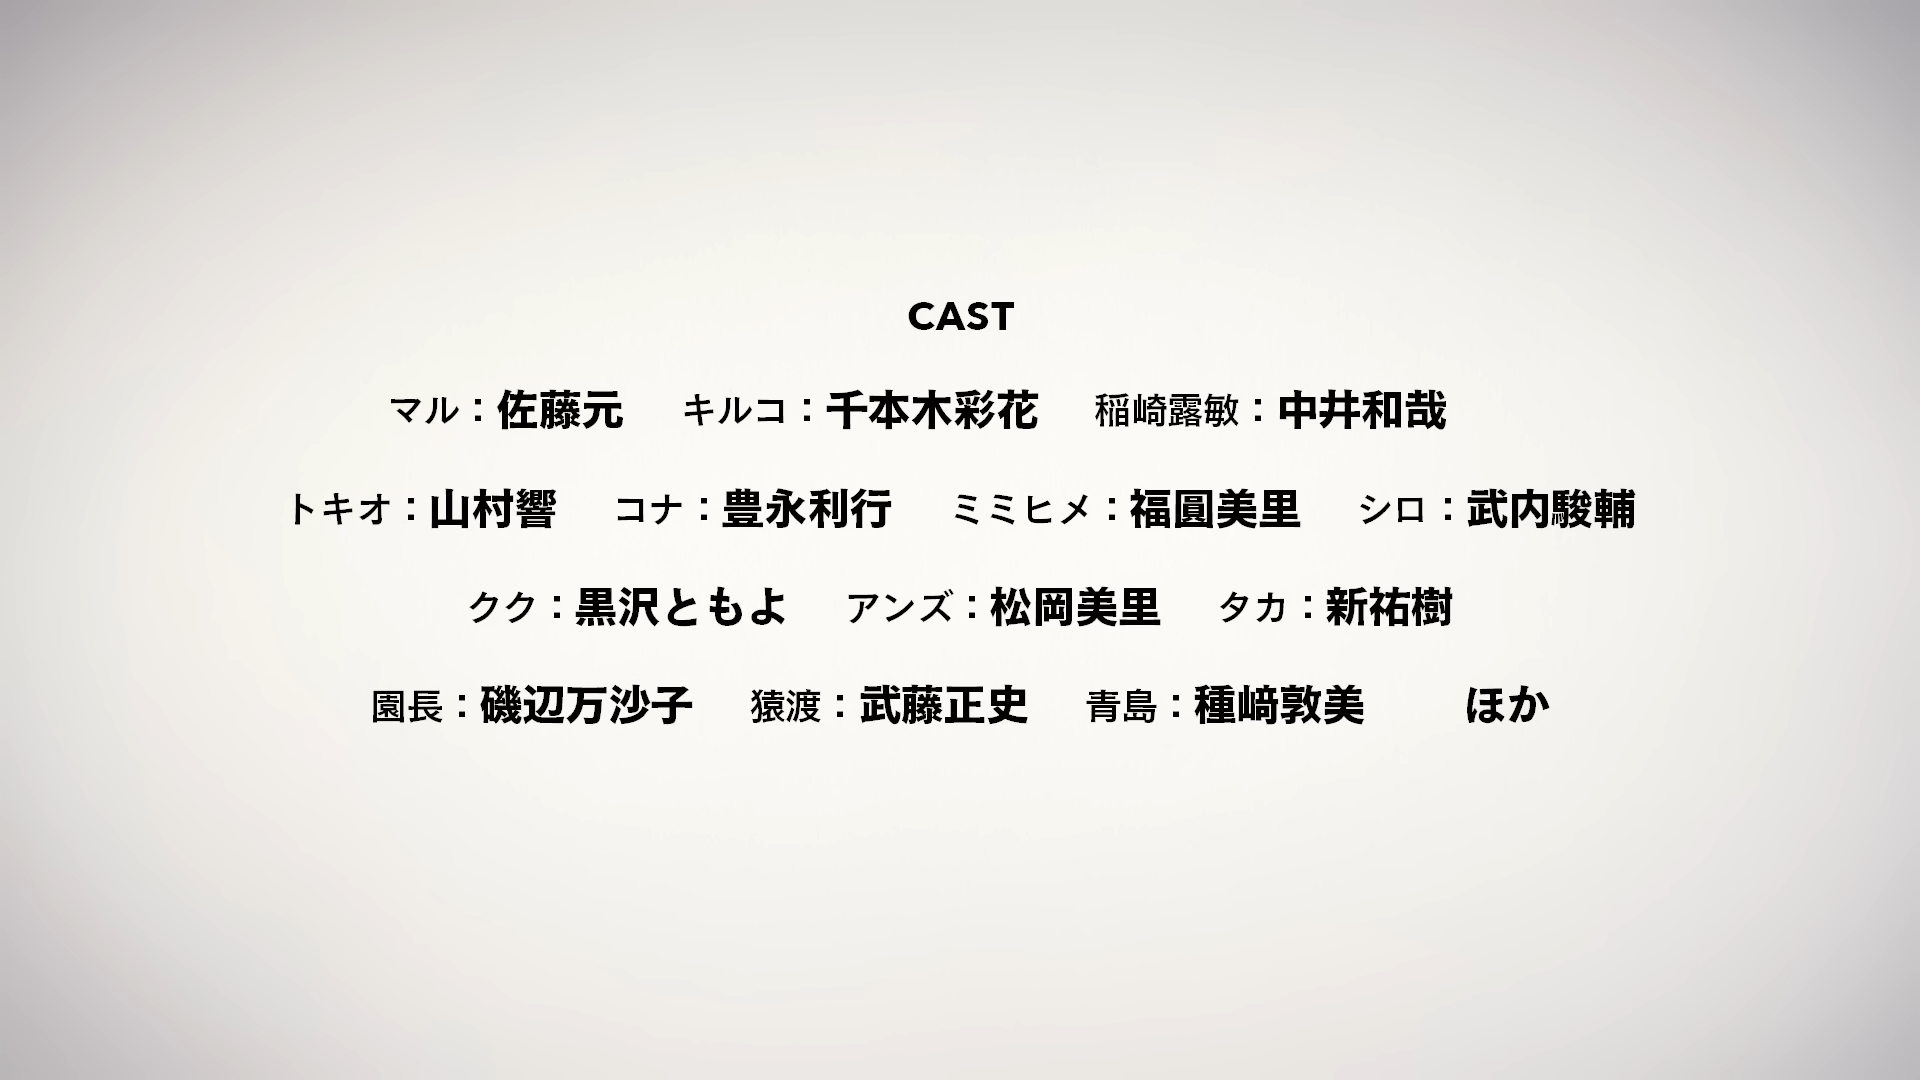 CAST
マル：佐藤元　キルコ：千本木彩花　稲崎露敏：中井和哉
トキオ：山村響　コナ：豊永利行　ミミヒメ：福圓美里　シロ：武内駿輔
クク：黒沢ともよ　アンズ：松岡美里　タカ：新祐樹
園長：磯辺万沙子　猿渡：武藤正史　青島：種﨑敦美　ほか